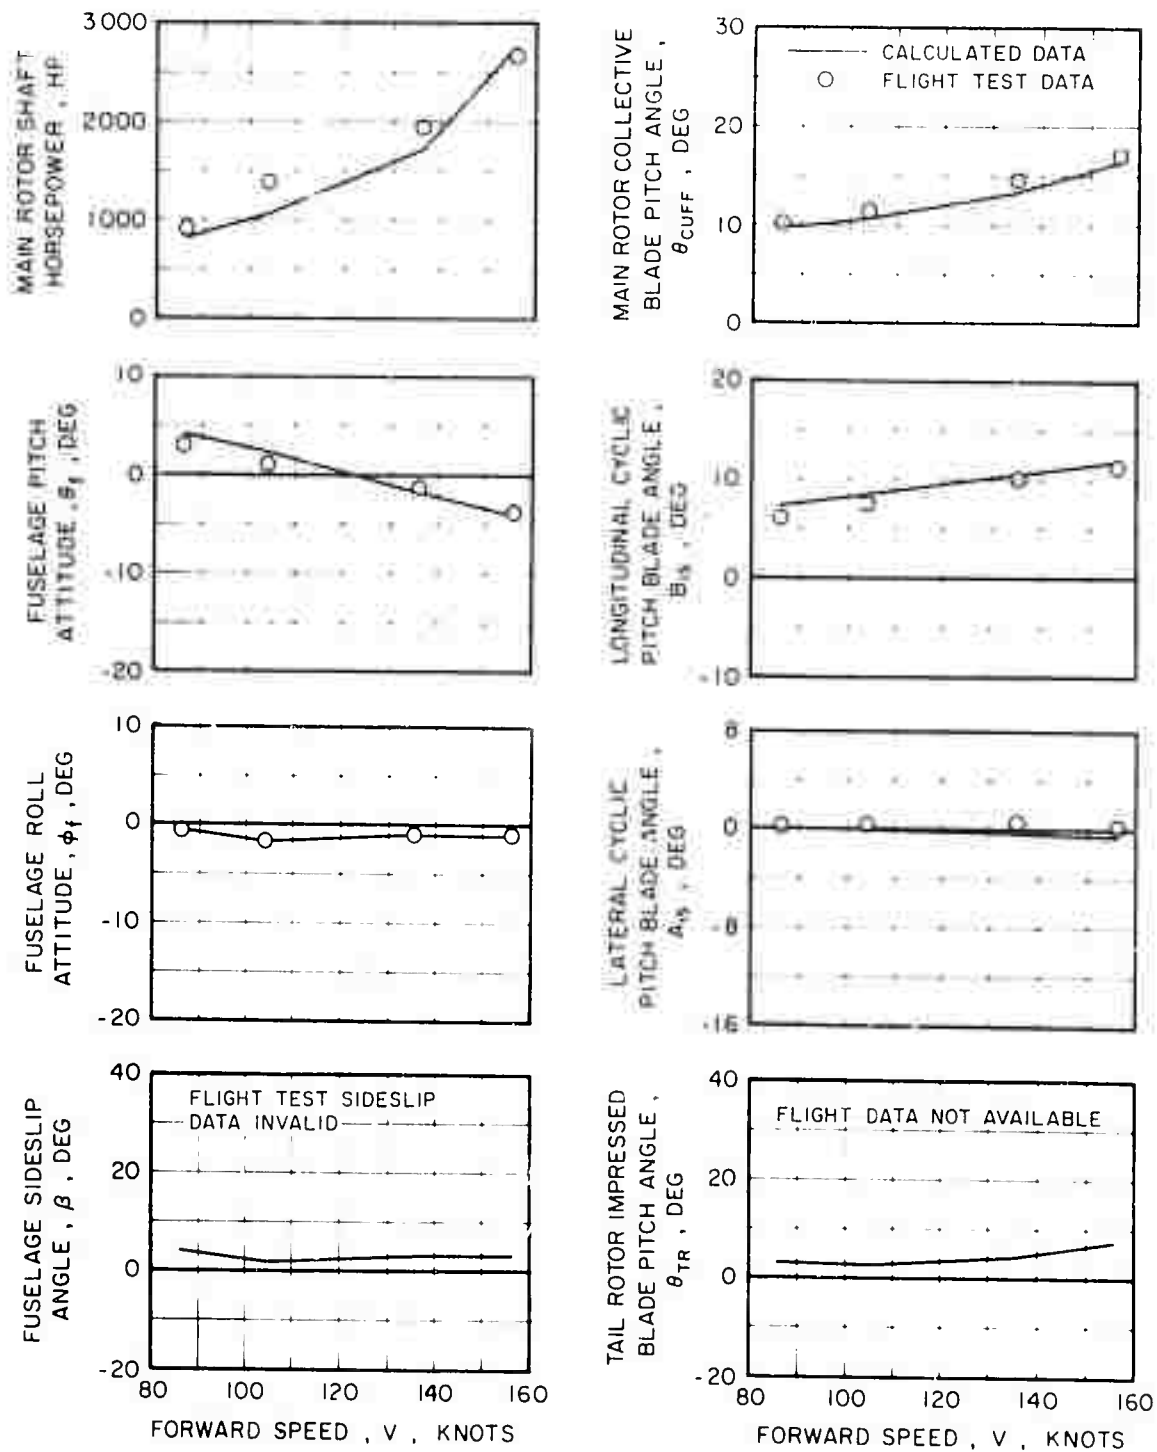 MAIN ROTOR SHAFT
HORSEPOWER , HP
3000
2000
1000
0
MAIN ROTOR COLLECTIVE
BLADE PITCH ANGLE ,
θCUFF , DEG
30
20
10
0
CALCULATED DATA
FLIGHT TEST DATA
FUSELAGE PITCH
ATTITUDE , θf , DEG
10
0
-10
-20
LONGITUDINAL CYCLIC
PITCH BLADE ANGLE ,
B1S , DEG
20
10
0
-10
FUSELAGE ROLL
ATTITUDE , ϕf , DEG
10
0
-10
-20
LATERAL CYCLIC
PITCH BLADE ANGLE ,
A1S , DEG
8
0
-8
-16
FUSELAGE SIDESLIP
ANGLE , β , DEG
40
20
0
-20
FLIGHT TEST SIDESLIP
DATA INVALID
80 100 120 140 160
FORWARD SPEED , V , KNOTS
TAIL ROTOR IMPRESSED
BLADE PITCH ANGLE ,
θTR , DEG
40
20
0
-20
FLIGHT DATA NOT AVAILABLE
80 100 120 140 160
FORWARD SPEED , V , KNOTS